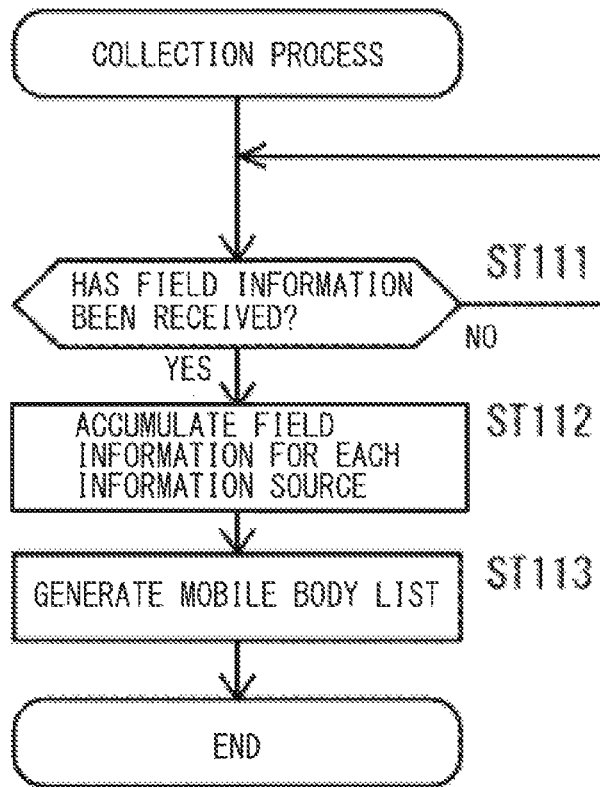 COLLECTION PROCESS
ST111
HAS FIELD INFORMATION
BEEN RECEIVED?
NO
YES
ST112
ACCUMULATE FIELD
INFORMATION FOR EACH
INFORMATION SOURCE
ST113
GENERATE MOBILE BODY LIST
END